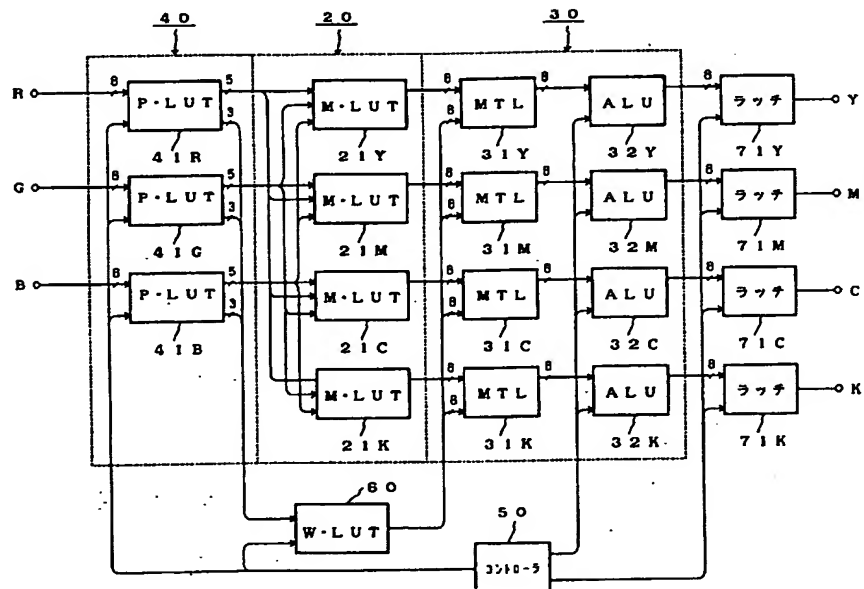 40 20 30
R 8 P・LUT 5 M・LUT 8 MTL 8 ALU 8 ラッチ Y
3 8
41R 21Y 31Y 32Y 71Y
G 8 P・LUT 5 M・LUT 8 MTL 8 ALU 8 ラッチ M
3 8
41G 21M 31M 32M 71M
B 8 P・LUT 5 M・LUT 8 MTL 8 ALU 8 ラッチ C
3 8
41B 21C 31C 32C 71C
M・LUT 8 MTL 8 ALU 8 ラッチ K
8
21K 31K 32K 71K
60
W・LUT
50
コントローラ